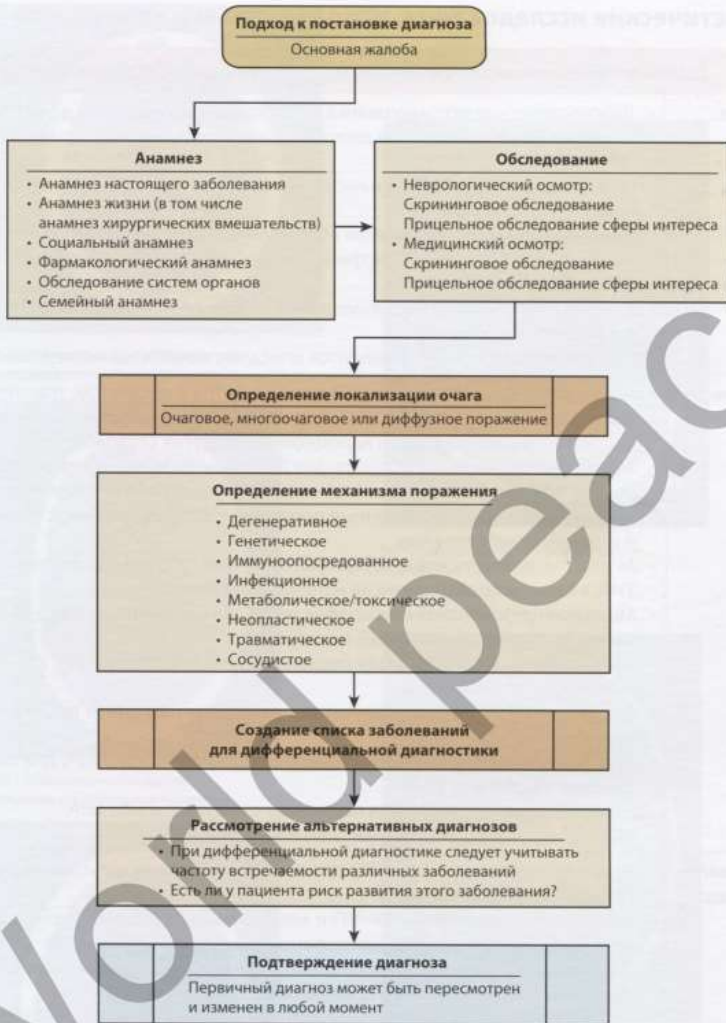 Подход к постановке диагноза
Основная жалоба
Анамнез
• Анамнез настоящего заболевания
• Анамнез жизни (в том числе
анамнез хирургических вмешательств)
• Социальный анамнез
• Фармакологический анамнез
• Обследование систем органов
• Семейный анамнез
Обследование
• Неврологический осмотр:
Скрининговое обследование
Прицельное обследование сферы интереса
• Медицинский осмотр:
Скрининговое обследование
Прицельное обследование сферы интереса
Определение локализации очага
Очаговое, многоочаговое или диффузное поражение
Определение механизма поражения
• Дегенеративное
• Генетическое
• Иммуноопосредованное
• Инфекционное
• Метаболическое/токсическое
• Неопластическое
• Травматическое
• Сосудистое
Создание списка заболеваний
для дифференциальной диагностики
Рассмотрение альтернативных диагнозов
• При дифференциальной диагностике следует учитывать
частоту встречаемости различных заболеваний
• Есть ли у пациента риск развития этого заболевания?
Подтверждение диагноза
Первичный диагноз может быть пересмотрен
и изменен в любой момент
World peac